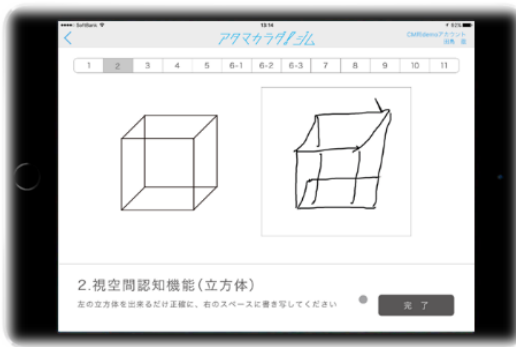 SoftBank
13:14
92%
アタマカラダ!ジム
CMRIdemoアカウント
1 2 3 4 5 6-1 6-2 6-3 7 8 9 10 11
2.視空間認知機能(立方体)
左の立方体を出来るだけ正確に、右のスペースに書き写してください
完了